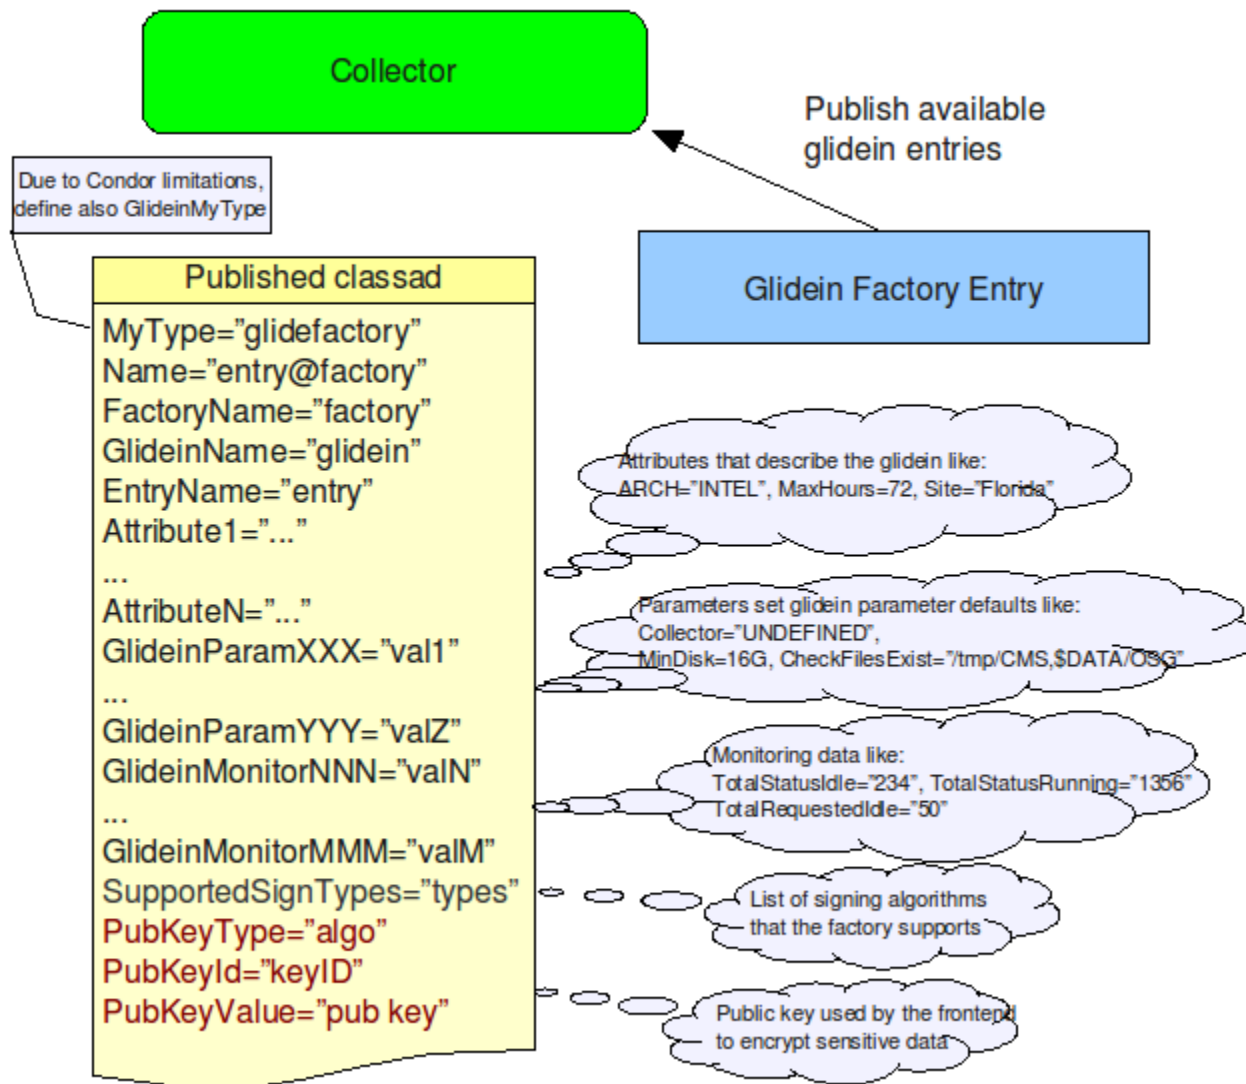 Collector
Publish available
glidein entries
Due to Condor limitations,
define also GlideinMyType
Glidein Factory Entry
Published classad
MyType=”glidefactory”
Name=”entry@factory”
FactoryName=”factory”
GlideinName=”glidein”
EntryName=”entry”
Attribute1=”...”
...
AttributeN=”...”
GlideinParamXXX=”val1”
...
GlideinParamYYY=”valZ”
GlideinMonitorNNN=”valN”
...
GlideinMonitorMMM=”valM”
SupportedSignTypes=”types”
PubKeyType=”algo”
PubKeyId=”keyID”
PubKeyValue=”pub key”
Attributes that describe the glidein like:
ARCH=”INTEL”, MaxHours=72, Site=”Florida”
Parameters set glidein parameter defaults like:
Collector=”UNDEFINED”,
MinDisk=16G, CheckFilesExist=”/tmp/CMS,$DATA/OSG”
Monitoring data like:
TotalStatusIdle=”234”, TotalStatusRunning=”1356”
TotalRequestedIdle=”50”
List of signing algorithms
that the factory supports
Public key used by the frontend
to encrypt sensitive data